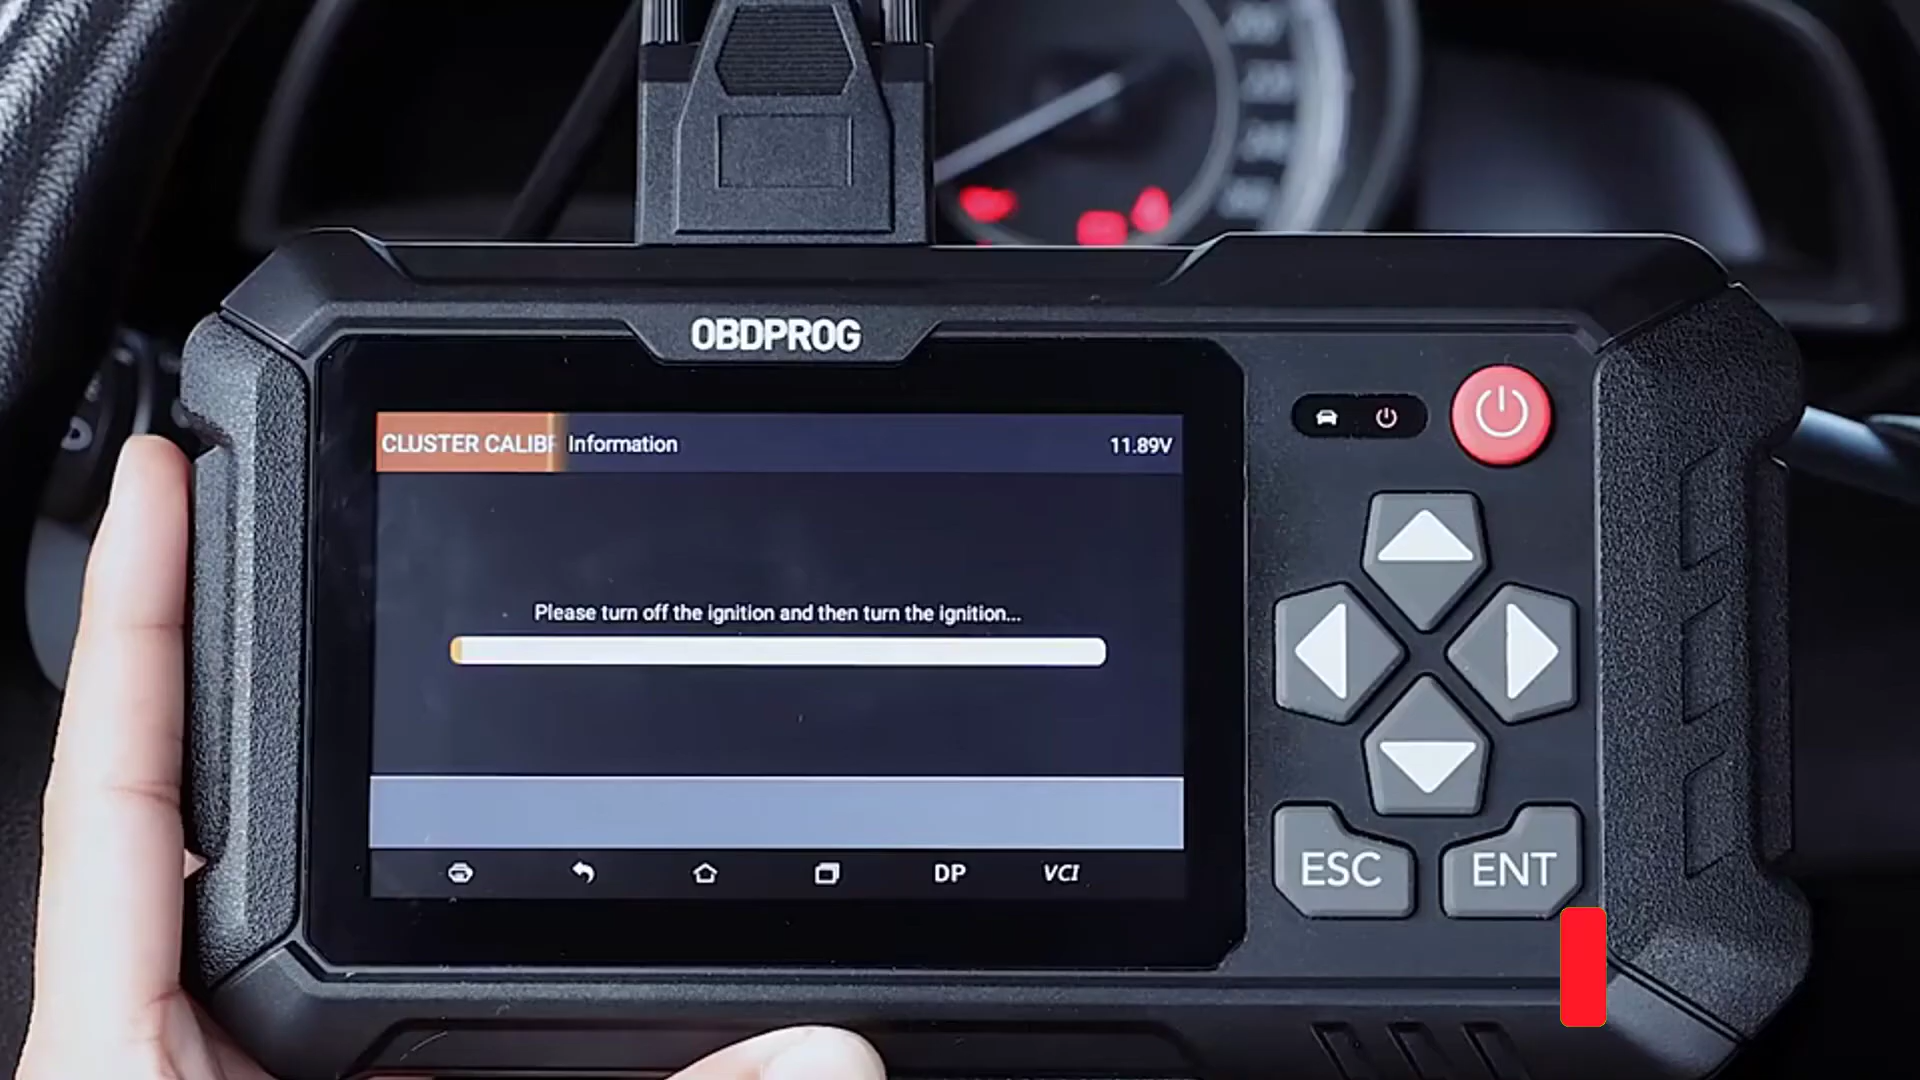 OBDPROG
CLUSTER CALIB
Information
11.89V
Please turn off the ignition and then turn the ignition...
DP
VCI
ESC
ENT